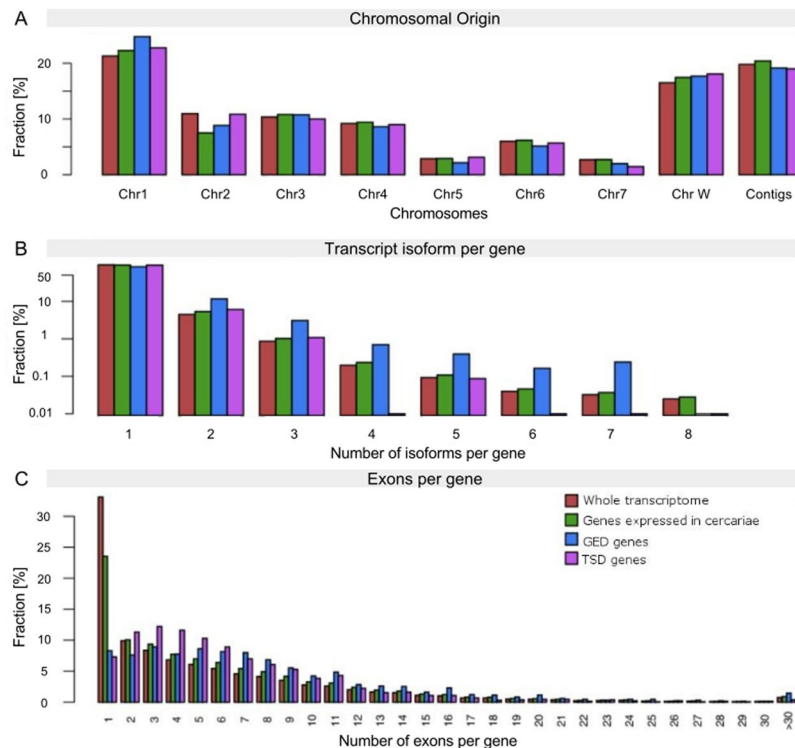 A
Chromosomal Origin
Fraction [%]
20
10
0
Chr1 Chr2 Chr3 Chr4 Chr5 Chr6 Chr7 Chr W Contigs
Chromosomes
B
Transcript isoform per gene
Fraction [%]
50
10
1
0.1
0.01
1 2 3 4 5 6 7 8
Number of isoforms per gene
C
Exons per gene
Fraction [%]
30
25
20
15
10
5
0
Whole transcriptome
Genes expressed in cercariae
GED genes
TSD genes
1 2 3 4 5 6 7 8 9 10 11 12 13 14 15 16 17 18 19 20 21 22 23 24 25 26 27 28 29 30 >30
Number of exons per gene